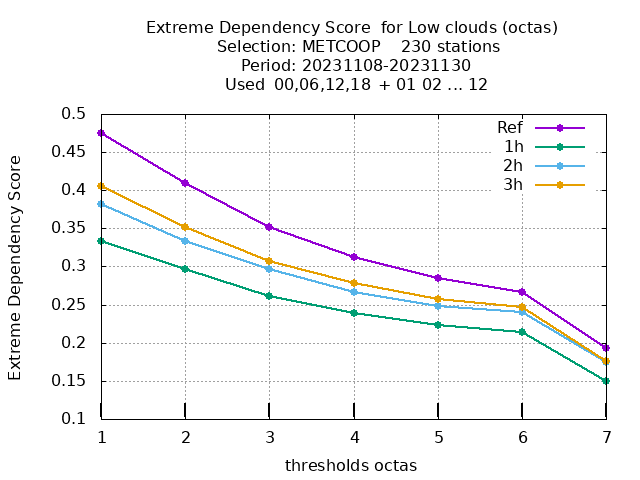 Extreme Dependency Score  for Low clouds (octas)
Selection: METCOOP    230 stations
Period: 20231108-20231130
Used  00,06,12,18 + 01 02 ... 12
Ref
1h
2h
3h
0.5
0.45
0.4
0.35
0.3
0.25
0.2
0.15
0.1
Extreme Dependency Score
1 2 3 4 5 6 7
thresholds octas